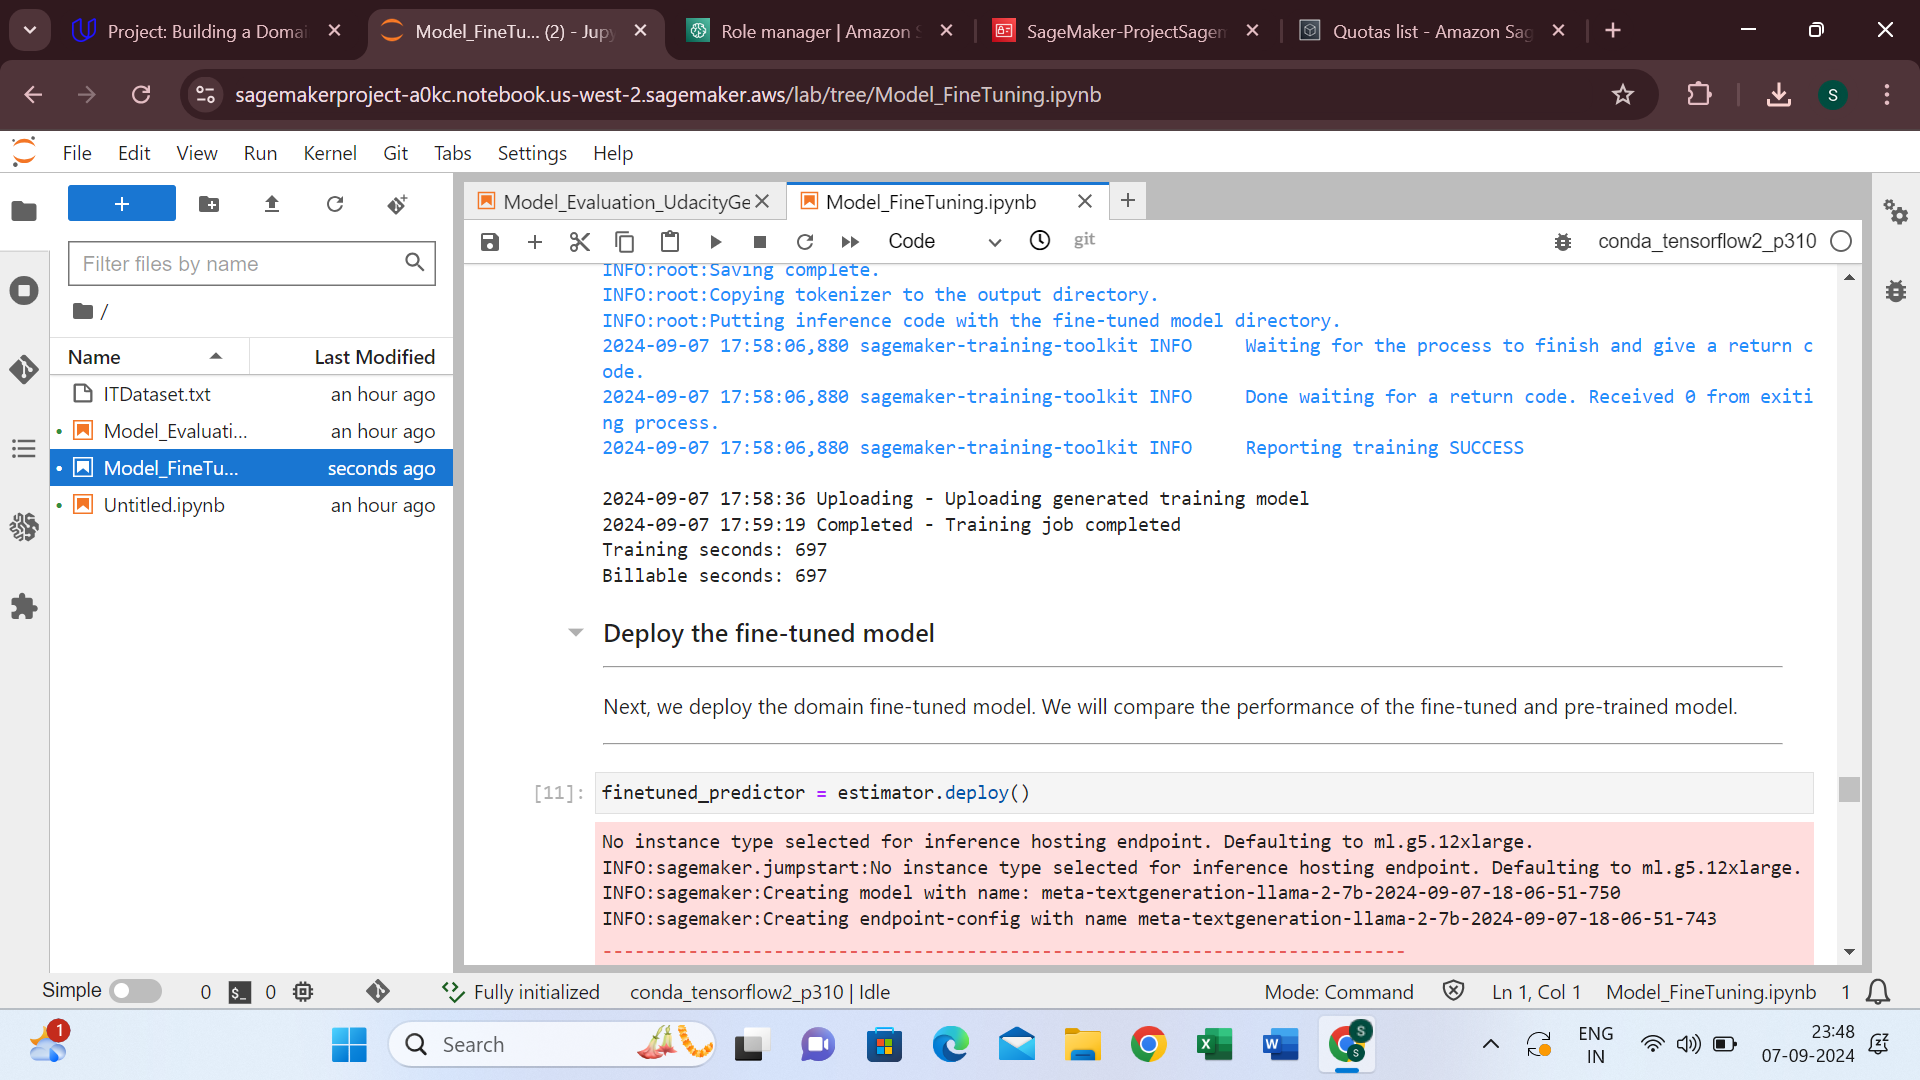 Project: Building a Domai
Model_FineTu... (2) - Jupy
Role manager | Amazon S
SageMaker-ProjectSagem
Quotas list - Amazon Sag
sagemakerproject-a0kc.notebook.us-west-2.sagemaker.aws/lab/tree/Model_FineTuning.ipynb
S
File Edit View Run Kernel Git Tabs Settings Help
Model_Evaluation_UdacityGe
Model_FineTuning.ipynb
Code
git
conda_tensorflow2_p310
Filter files by name
/
Name Last Modified
ITDataset.txt an hour ago
Model_Evaluati... an hour ago
Model_FineTu... seconds ago
Untitled.ipynb an hour ago
INFO:root:Saving complete.
INFO:root:Copying tokenizer to the output directory.
INFO:root:Putting inference code with the fine-tuned model directory.
2024-09-07 17:58:06,880 sagemaker-training-toolkit INFO     Waiting for the process to finish and give a return c
ode.
2024-09-07 17:58:06,880 sagemaker-training-toolkit INFO     Done waiting for a return code. Received 0 from exiti
ng process.
2024-09-07 17:58:06,880 sagemaker-training-toolkit INFO     Reporting training SUCCESS
2024-09-07 17:58:36 Uploading - Uploading generated training model
2024-09-07 17:59:19 Completed - Training job completed
Training seconds: 697
Billable seconds: 697
Deploy the fine-tuned model
Next, we deploy the domain fine-tuned model. We will compare the performance of the fine-tuned and pre-trained model.
[11]: finetuned_predictor = estimator.deploy()
No instance type selected for inference hosting endpoint. Defaulting to ml.g5.12xlarge.
INFO:sagemaker.jumpstart:No instance type selected for inference hosting endpoint. Defaulting to ml.g5.12xlarge.
INFO:sagemaker:Creating model with name: meta-textgeneration-llama-2-7b-2024-09-07-18-06-51-750
INFO:sagemaker:Creating endpoint-config with name meta-textgeneration-llama-2-7b-2024-09-07-18-06-51-743
Simple 0 $_ 0 Fully initialized conda_tensorflow2_p310 | Idle Mode: Command Ln 1, Col 1 Model_FineTuning.ipynb 1
1
Search
ENG
IN
23:48
07-09-2024